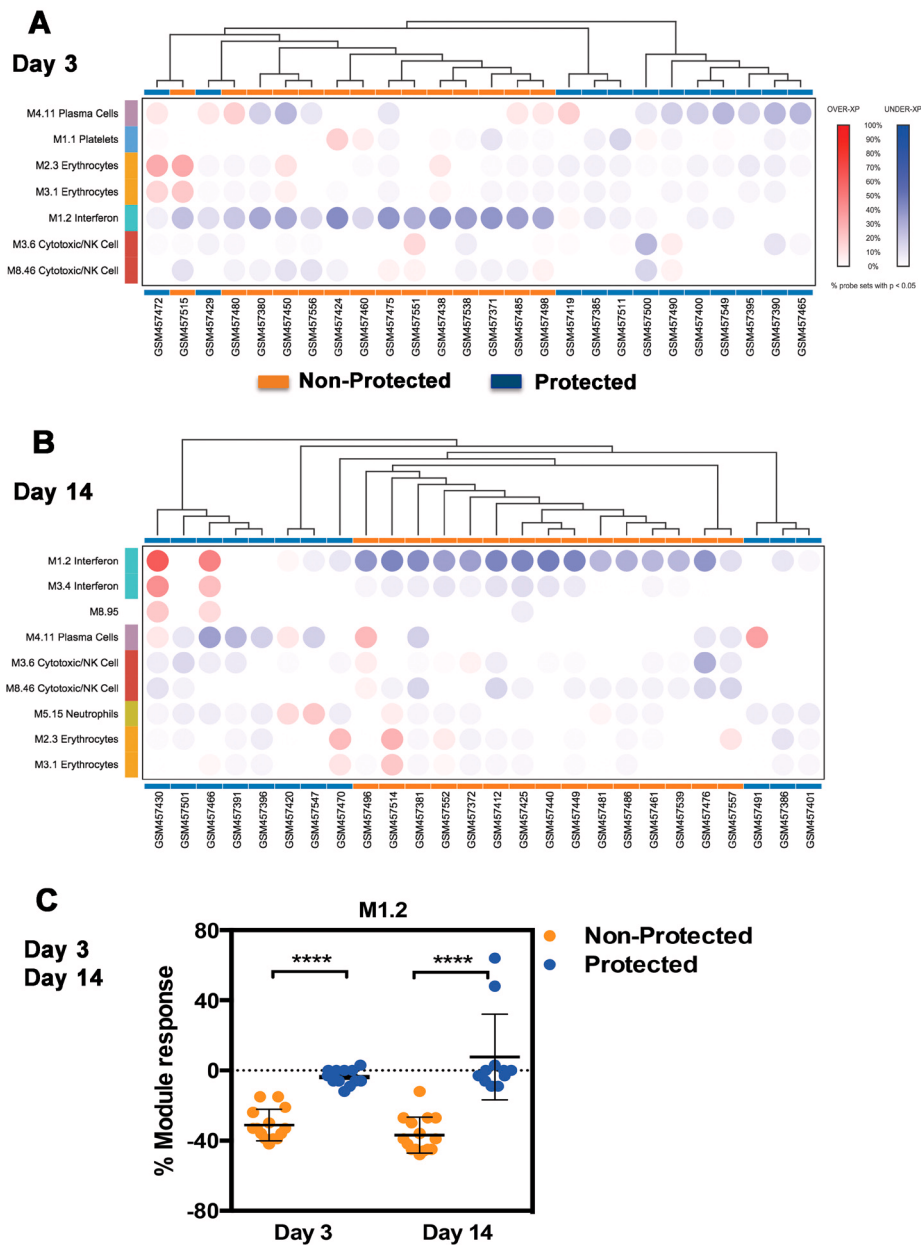 A
Day 3
M4.11 Plasma Cells
M1.1 Platelets
M2.3 Erythrocytes
M3.1 Erythrocytes
M1.2 Interferon
M3.6 Cytotoxic/NK Cell
M8.46 Cytotoxic/NK Cell
OVER-XP UNDER-XP
100%
90%
80%
70%
60%
50%
40%
30%
20%
10%
0%
% probe sets with p < 0.05
GSM457472
GSM457515
GSM457429
GSM457480
GSM457380
GSM457450
GSM457556
GSM457424
GSM457460
GSM457475
GSM457551
GSM457438
GSM457538
GSM457371
GSM457485
GSM457498
GSM457419
GSM457385
GSM457511
GSM457500
GSM457490
GSM457400
GSM457549
GSM457395
GSM457390
GSM457465
Non-Protected Protected
B
Day 14
M1.2 Interferon
M3.4 Interferon
M8.95
M4.11 Plasma Cells
M3.6 Cytotoxic/NK Cell
M8.46 Cytotoxic/NK Cell
M5.15 Neutrophils
M2.3 Erythrocytes
M3.1 Erythrocytes
GSM457430
GSM457501
GSM457466
GSM457391
GSM457396
GSM457420
GSM457547
GSM457470
GSM457496
GSM457514
GSM457381
GSM457552
GSM457372
GSM457412
GSM457425
GSM457440
GSM457449
GSM457481
GSM457486
GSM457461
GSM457539
GSM457476
GSM457557
GSM457491
GSM457386
GSM457401
C
Day 3
Day 14
M1.2
% Module response
80
40
0
-40
-80
****
****
Day 3
Day 14
Non-Protected
Protected